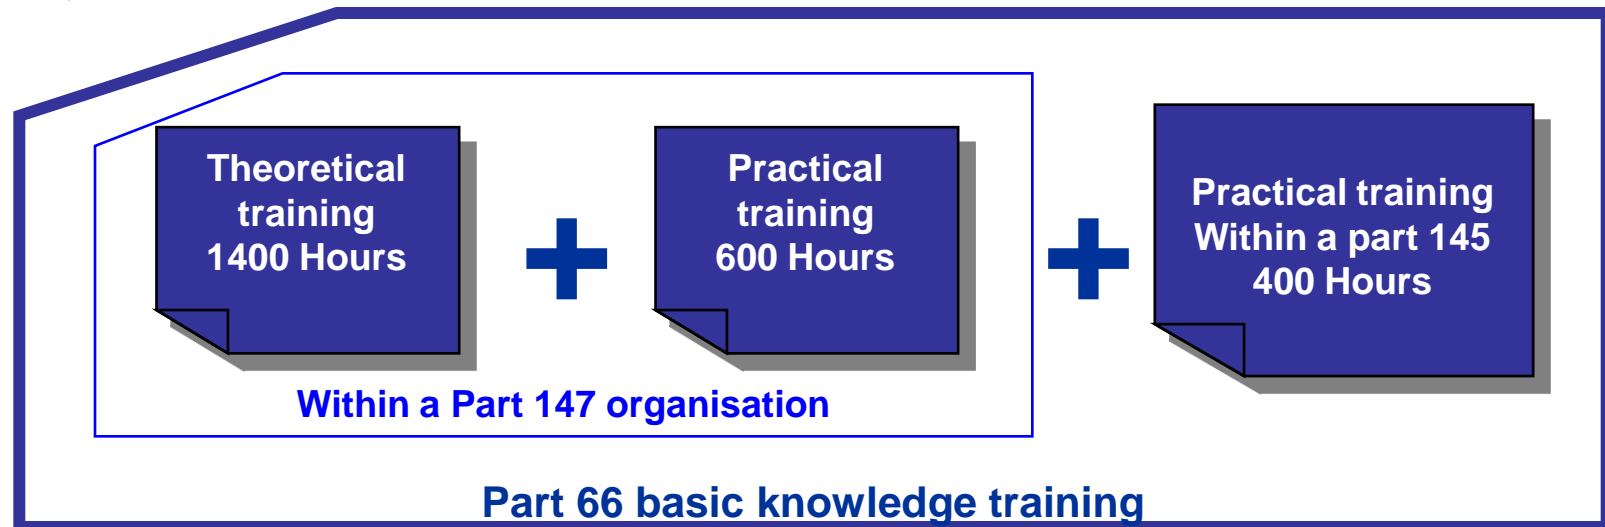 Theoretical
training
1400 Hours
Practical
training
600 Hours
Practical training
Within a part 145
400 Hours
Within a Part 147 organisation
Part 66 basic knowledge training